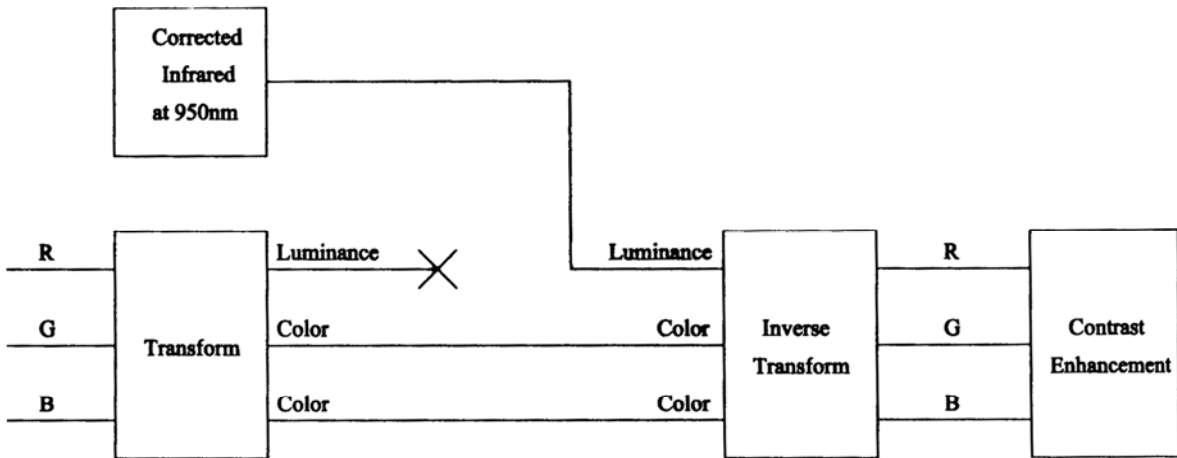 Corrected
Infrared
at 950nm
R
Luminance
Luminance
R
G
Color
Color
G
Transform
Inverse
Transform
Contrast
Enhancement
B
Color
Color
B